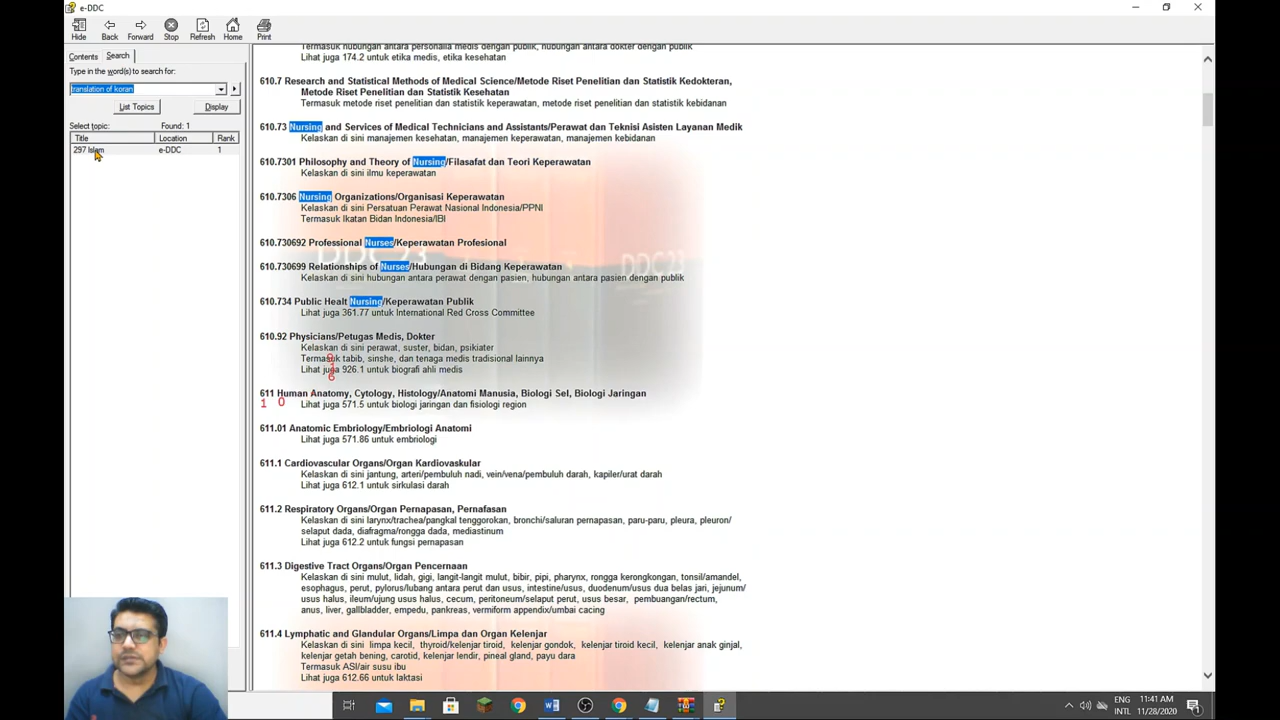 e-DDC
Hide Back Forward Stop Refresh Home Print
Contents Search
Type in the word(s) to search for:
translation of koran
List Topics Display
Select topic: Found: 1
Title Location Rank
297 Islam e-DDC 1
Termasuk hubungan antara personalia medis dengan publik, hubungan antara dokter dengan publik
Lihat juga 174.2 untuk etika medis, etika kesehatan
610.7 Research and Statistical Methods of Medical Science/Metode Riset Penelitian dan Statistik Kedokteran,
Metode Riset Penelitian dan Statistik Kesehatan
Termasuk metode riset penelitian dan statistik keperawatan, metode riset penelitian dan statistik kebidanan
610.73 Nursing and Services of Medical Technicians and Assistants/Perawat dan Teknisi Asisten Layanan Medik
Kelaskan di sini manajemen kesehatan, manajemen keperawatan, manajemen kebidanan
610.7301 Philosophy and Theory of Nursing/Filasafat dan Teori Keperawatan
Kelaskan di sini ilmu keperawatan
610.7306 Nursing Organizations/Organisasi Keperawatan
Kelaskan di sini Persatuan Perawat Nasional Indonesia/PPNI
Termasuk Ikatan Bidan Indonesia/IBI
610.730692 Professional Nurses/Keperawatan Profesional
DDC23
610.730699 Relationships of Nurses/Hubungan di Bidang Keperawatan
Kelaskan di sini hubungan antara perawat dengan pasien, hubungan antara pasien dengan publik
610.734 Public Healt Nursing/Keperawatan Publik
Lihat juga 361.77 untuk International Red Cross Committee
610.92 Physicians/Petugas Medis, Dokter
Kelaskan di sini perawat, suster, bidan, psikiater
Termasuk tabib, sinshe, dan tenaga medis tradisional lainnya
Lihat juga 926.1 untuk biografi ahli medis
6
611 Human Anatomy, Cytology, Histology/Anatomi Manusia, Biologi Sel, Biologi Jaringan
1 0
Lihat juga 571.5 untuk biologi jaringan dan fisiologi region
611.01 Anatomic Embriology/Embriologi Anatomi
Lihat juga 571.86 untuk embriologi
611.1 Cardiovascular Organs/Organ Kardiovaskular
Kelaskan di sini jantung, arteri/pembuluh nadi, vein/vena/pembuluh darah, kapiler/urat darah
Lihat juga 612.1 untuk sirkulasi darah
611.2 Respiratory Organs/Organ Pernapasan, Pernafasan
Kelaskan di sini larynx/trachea/pangkal tenggorokan, bronchi/saluran pernapasan, paru-paru, pleura, pleuron/
selaput dada, diafragma/rongga dada, mediastinum
Lihat juga 612.2 untuk fungsi pernapasan
611.3 Digestive Tract Organs/Organ Pencernaan
Kelaskan di sini mulut, lidah, gigi, langit-langit mulut, bibir, pipi, pharynx, rongga kerongkongan, tonsil/amandel,
esophagus, perut, pylorus/lubang antara perut dan usus, intestine/usus, duodenum/usus dua belas jari, jejunum/
usus halus, ileum/ujung usus halus, cecum, peritoneum/selaput perut, usus besar, pembuangan/rectum,
anus, liver, gallbladder, empedu, pankreas, vermiform appendix/umbai cacing
611.4 Lymphatic and Glandular Organs/Limpa dan Organ Kelenjar
Kelaskan di sini limpa kecil, thyroid/kelenjar tiroid, kelenjar gondok, kelenjar tiroid kecil, kelenjar anak ginjal,
kelenjar getah bening, carotid, kelenjar lendir, pineal gland, payu dara
Termasuk ASI/air susu ibu
Lihat juga 612.66 untuk laktasi
ENG 11:41 AM
INTL 11/28/2020